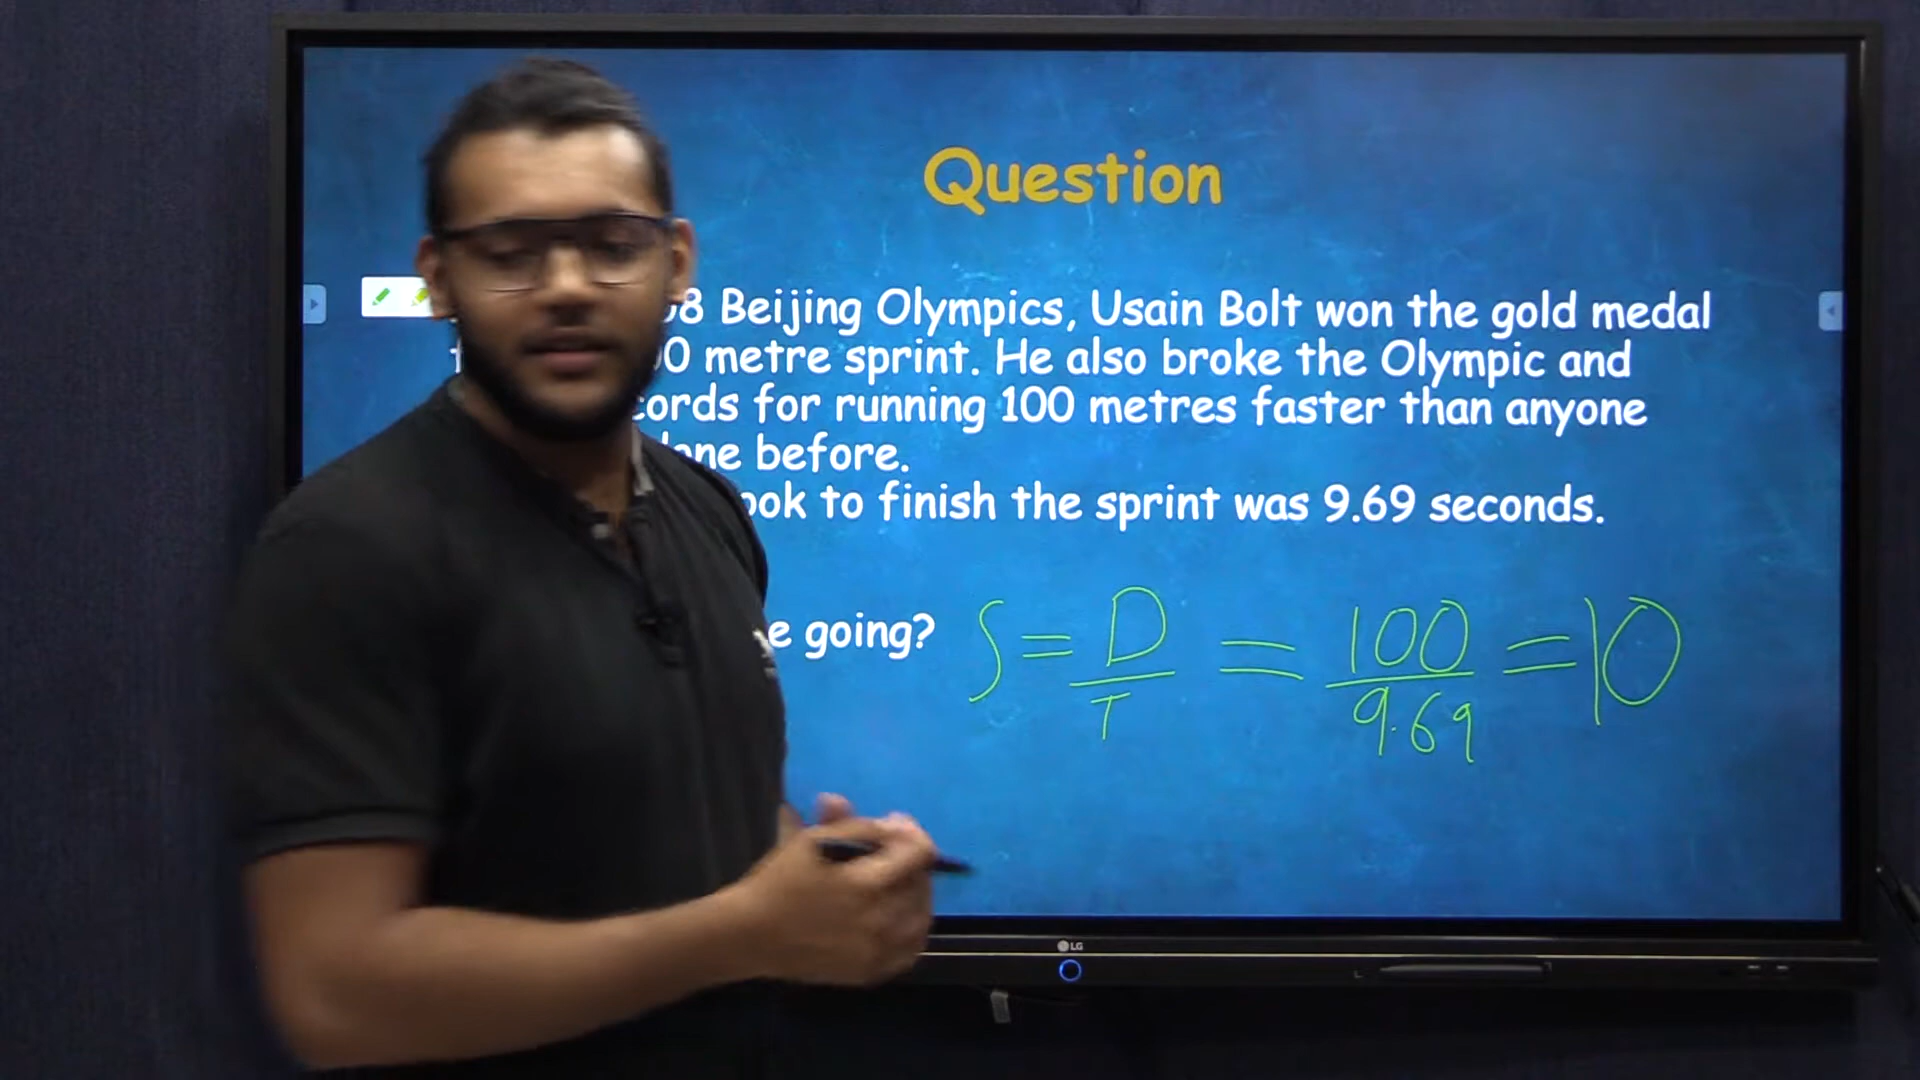 Question
8 Beijing Olympics, Usain Bolt won the gold medal
0 metre sprint. He also broke the Olympic and
cords for running 100 metres faster than anyone
one before.
ook to finish the sprint was 9.69 seconds.
e going?
S = D/T = 100/9.69 = 10
LG